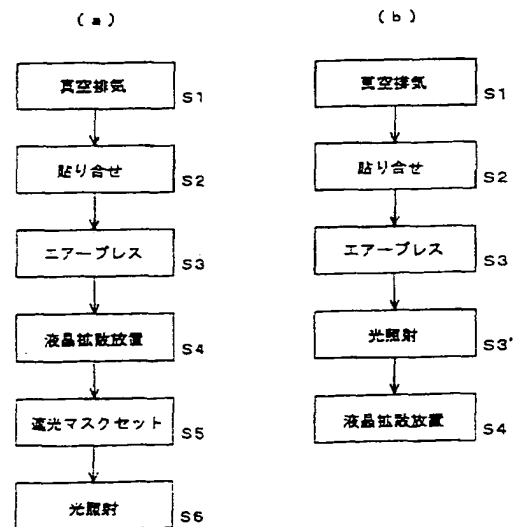 (a)
真空排気
S1
貼り合せ
S2
エアープレス
S3
液晶拡散放置
S4
遮光マスクセット
S5
光照射
S6
(b)
真空排気
S1
貼り合せ
S2
エアープレス
S3
光照射
S3'
液晶拡散放置
S4